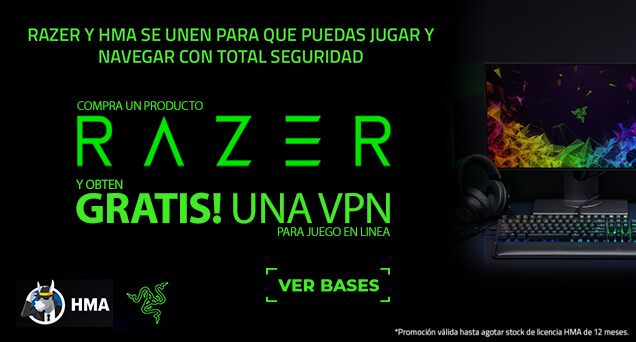 RAZER Y HMA SE UNEN PARA QUE PUEDAS JUGAR Y
NAVEGAR CON TOTAL SEGURIDAD
COMPRA UN PRODUCTO
RAZER
Y OBTEN
GRATIS! UNA VPN
PARA JUEGO EN LINEA
VER BASES
HMA
*Promoción válida hasta agotar stock de licencia HMA de 12 meses.